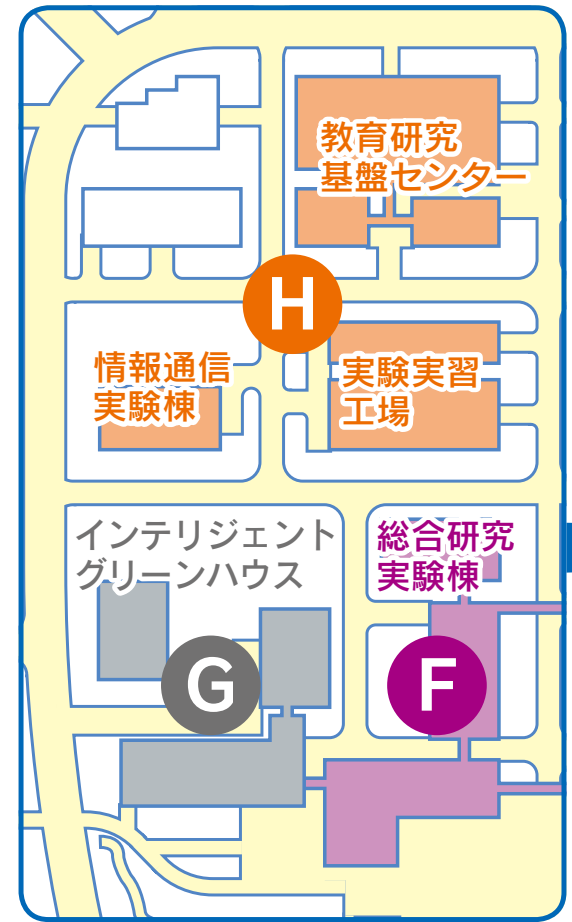 教育研究
基盤センター
H
情報通信
実験棟
実験実習
工場
インテリジェント
グリーンハウス
総合研究
実験棟
G
F